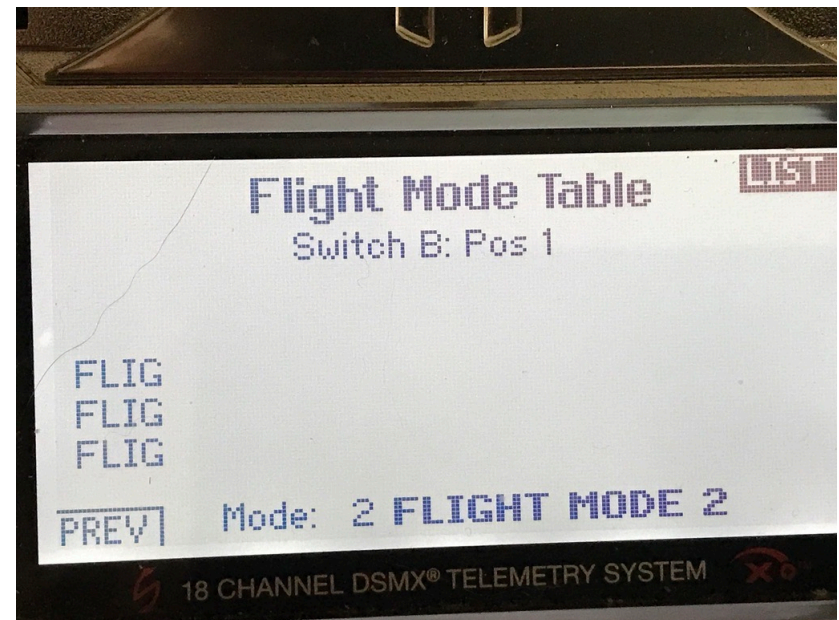 LIST
Flight Mode Table
Switch B: Pos 1
FLIG
FLIG
FLIG
PREV
Mode: 2 FLIGHT MODE 2
18 CHANNEL DSMX® TELEMETRY SYSTEM